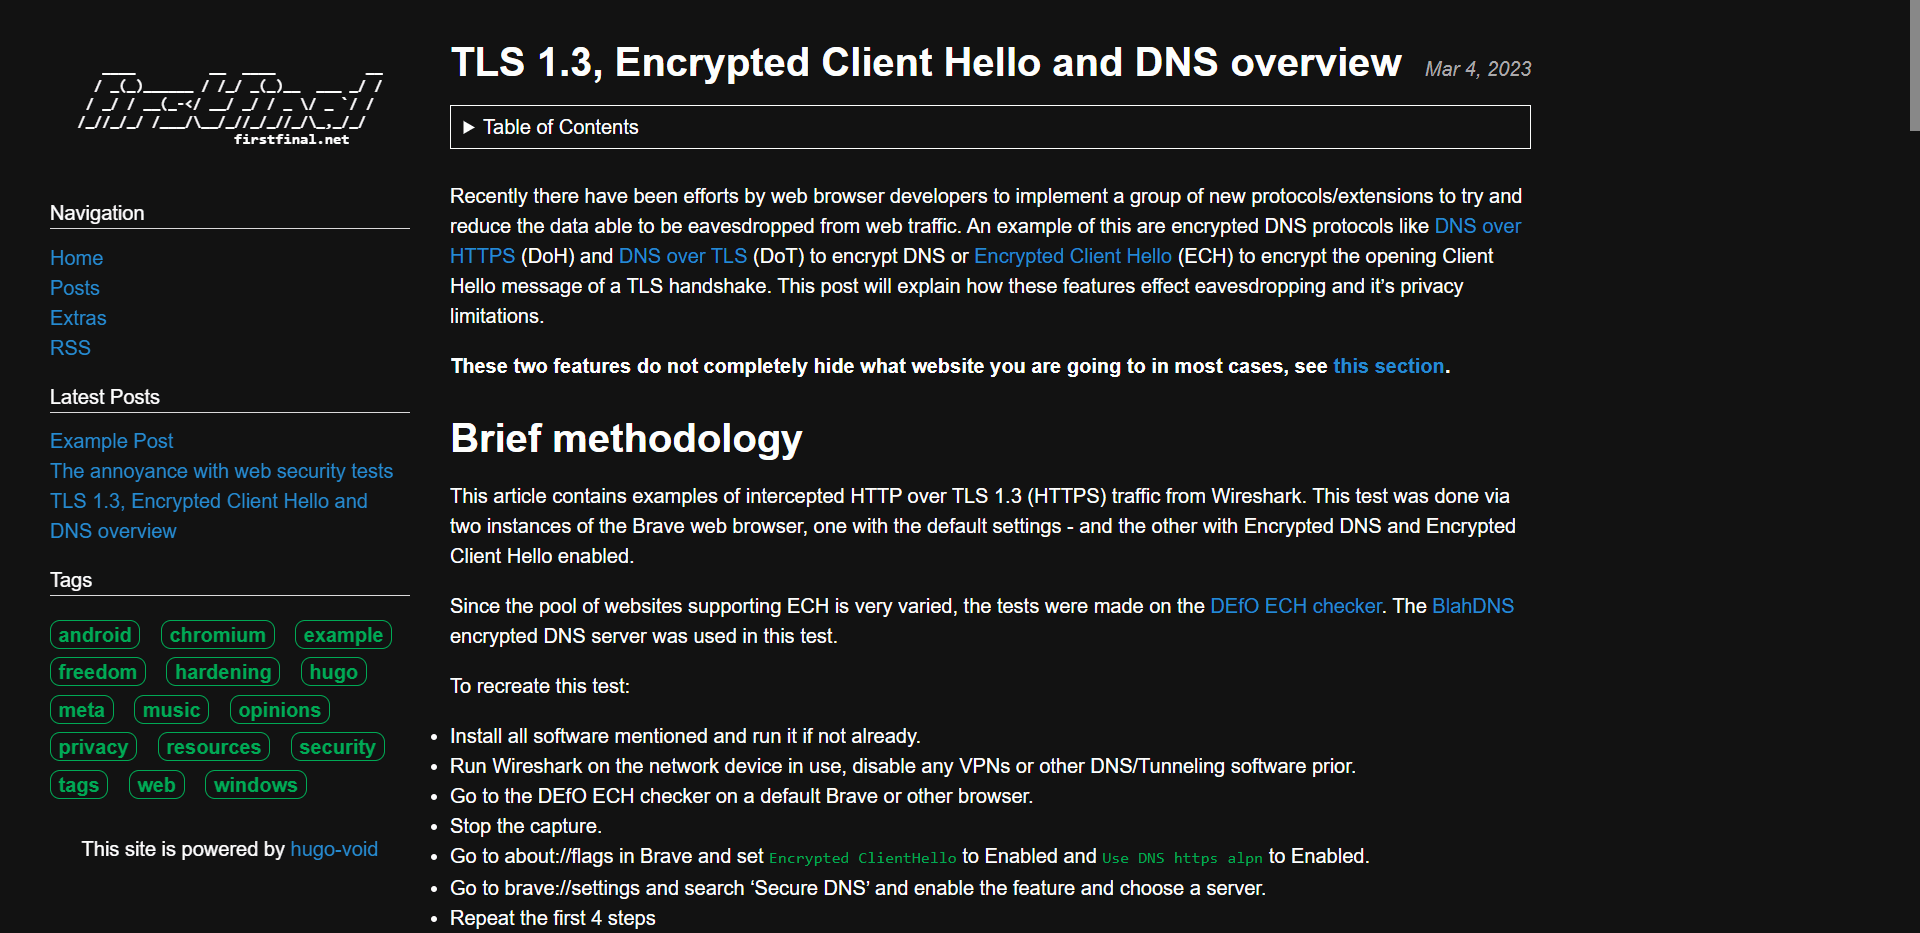 firstfinal.net
Navigation
Home
Posts
Extras
RSS
Latest Posts
Example Post
The annoyance with web security tests
TLS 1.3, Encrypted Client Hello and
DNS overview
Tags
android chromium example
freedom hardening hugo
meta music opinions
privacy resources security
tags web windows
This site is powered by hugo-void
TLS 1.3, Encrypted Client Hello and DNS overview Mar 4, 2023
▶ Table of Contents
Recently there have been efforts by web browser developers to implement a group of new protocols/extensions to try and
reduce the data able to be eavesdropped from web traffic. An example of this are encrypted DNS protocols like DNS over
HTTPS (DoH) and DNS over TLS (DoT) to encrypt DNS or Encrypted Client Hello (ECH) to encrypt the opening Client
Hello message of a TLS handshake. This post will explain how these features effect eavesdropping and it’s privacy
limitations.
These two features do not completely hide what website you are going to in most cases, see this section.
Brief methodology
This article contains examples of intercepted HTTP over TLS 1.3 (HTTPS) traffic from Wireshark. This test was done via
two instances of the Brave web browser, one with the default settings - and the other with Encrypted DNS and Encrypted
Client Hello enabled.
Since the pool of websites supporting ECH is very varied, the tests were made on the DEfO ECH checker. The BlahDNS
encrypted DNS server was used in this test.
To recreate this test:
• Install all software mentioned and run it if not already.
• Run Wireshark on the network device in use, disable any VPNs or other DNS/Tunneling software prior.
• Go to the DEfO ECH checker on a default Brave or other browser.
• Stop the capture.
• Go to about://flags in Brave and set Encrypted ClientHello to Enabled and Use DNS https alpn to Enabled.
• Go to brave://settings and search ‘Secure DNS’ and enable the feature and choose a server.
• Repeat the first 4 steps